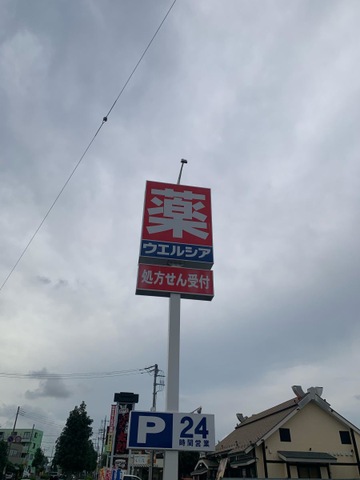 薬
ウエルシア
処方せん受付
P 24
時間営業